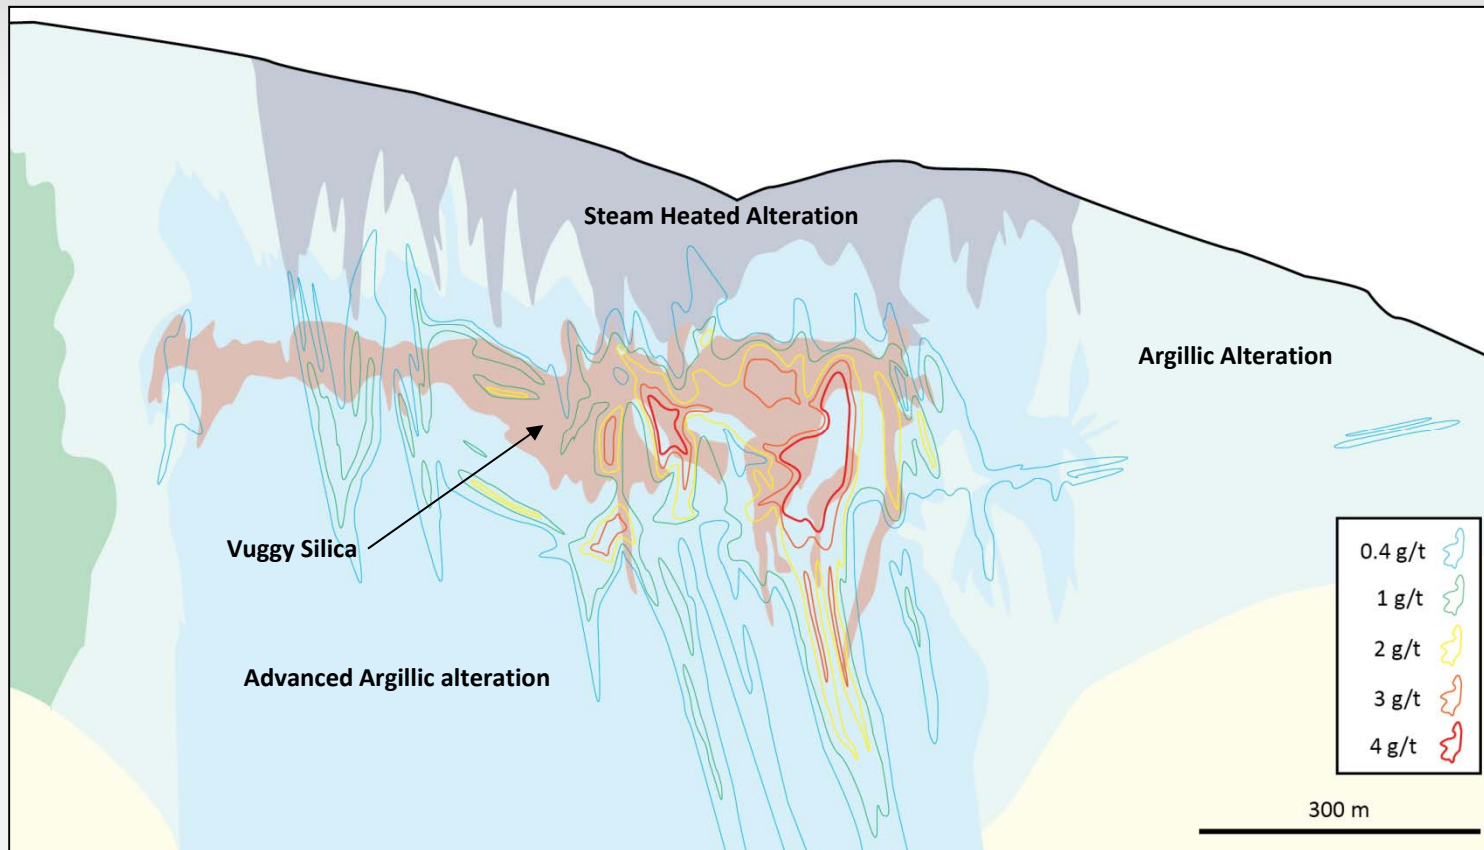 Steam Heated Alteration
Argillic Alteration
Vuggy Silica
Advanced Argillic alteration
0.4 g/t
1 g/t
2 g/t
3 g/t
4 g/t
300 m